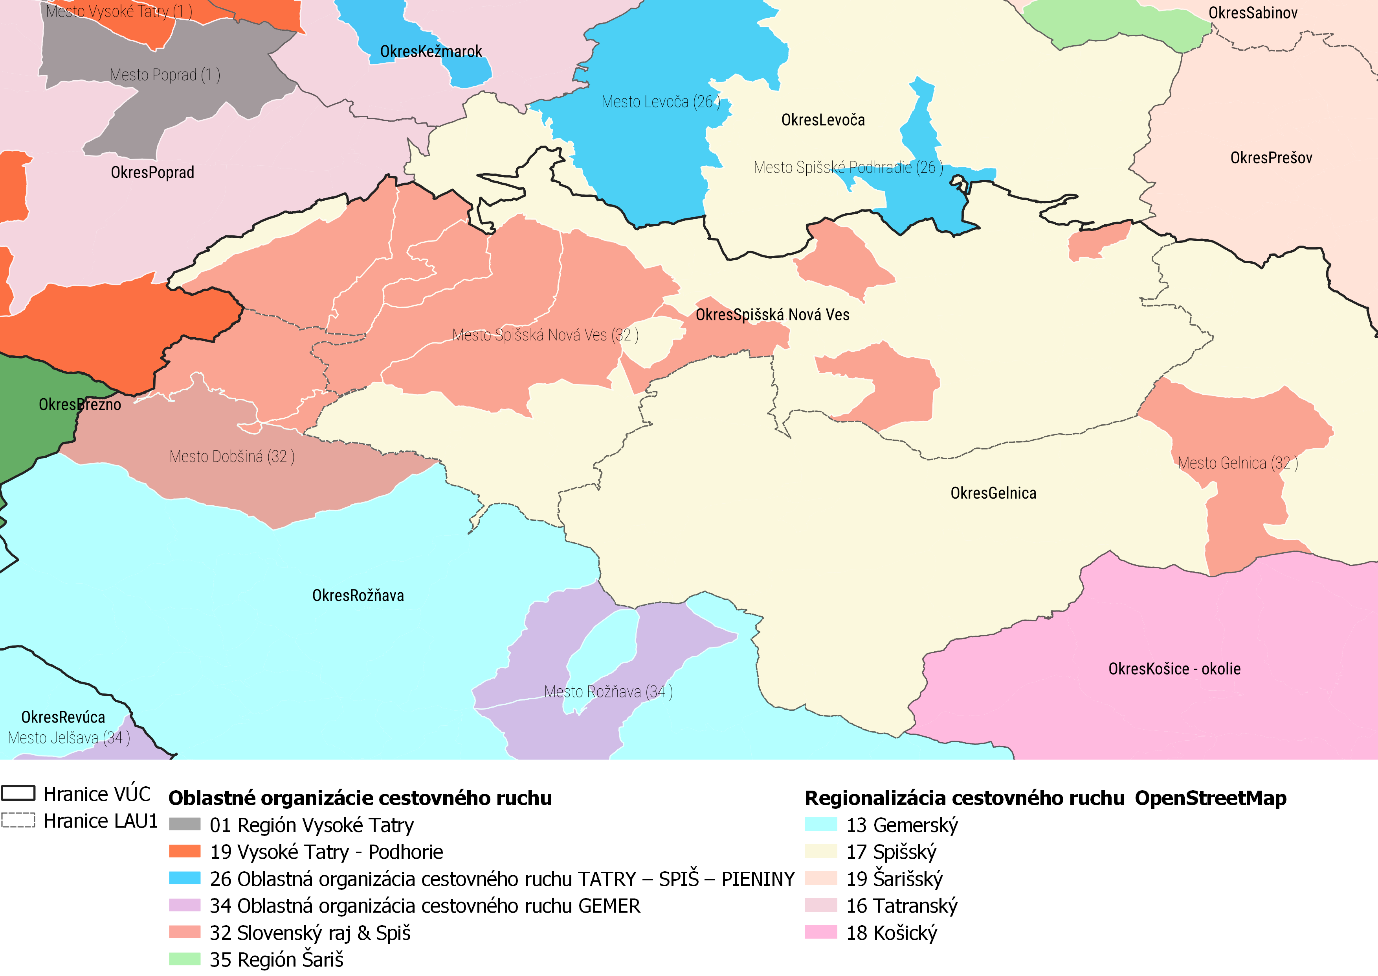 Mesto Vysoké Tatry (1 )
OkresSabinov
OkresKežmarok
Mesto Poprad (1 )
Mesto Levoča (26 )
OkresLevoča
OkresPrešov
OkresPoprad
Mesto Spišské Podhradie (26 )
OkresSpišská Nová Ves
Mesto Spišská Nová Ves (32 )
OkresBrezno
Mesto Dobšiná (32 )
Mesto Gelnica (32 )
OkresGelnica
OkresRožňava
OkresKošice - okolie
Mesto Rožňava (34 )
OkresRevúca
Mesto Jelšava (34 )
Hranice VÚC
Hranice LAU1
Oblastné organizácie cestovného ruchu
01 Región Vysoké Tatry
19 Vysoké Tatry - Podhorie
26 Oblastná organizácia cestovného ruchu TATRY – SPIŠ – PIENINY
34 Oblastná organizácia cestovného ruchu GEMER
32 Slovenský raj & Spiš
35 Región Šariš
Regionalizácia cestovného ruchu OpenStreetMap
13 Gemerský
17 Spišský
19 Šarišský
16 Tatranský
18 Košický